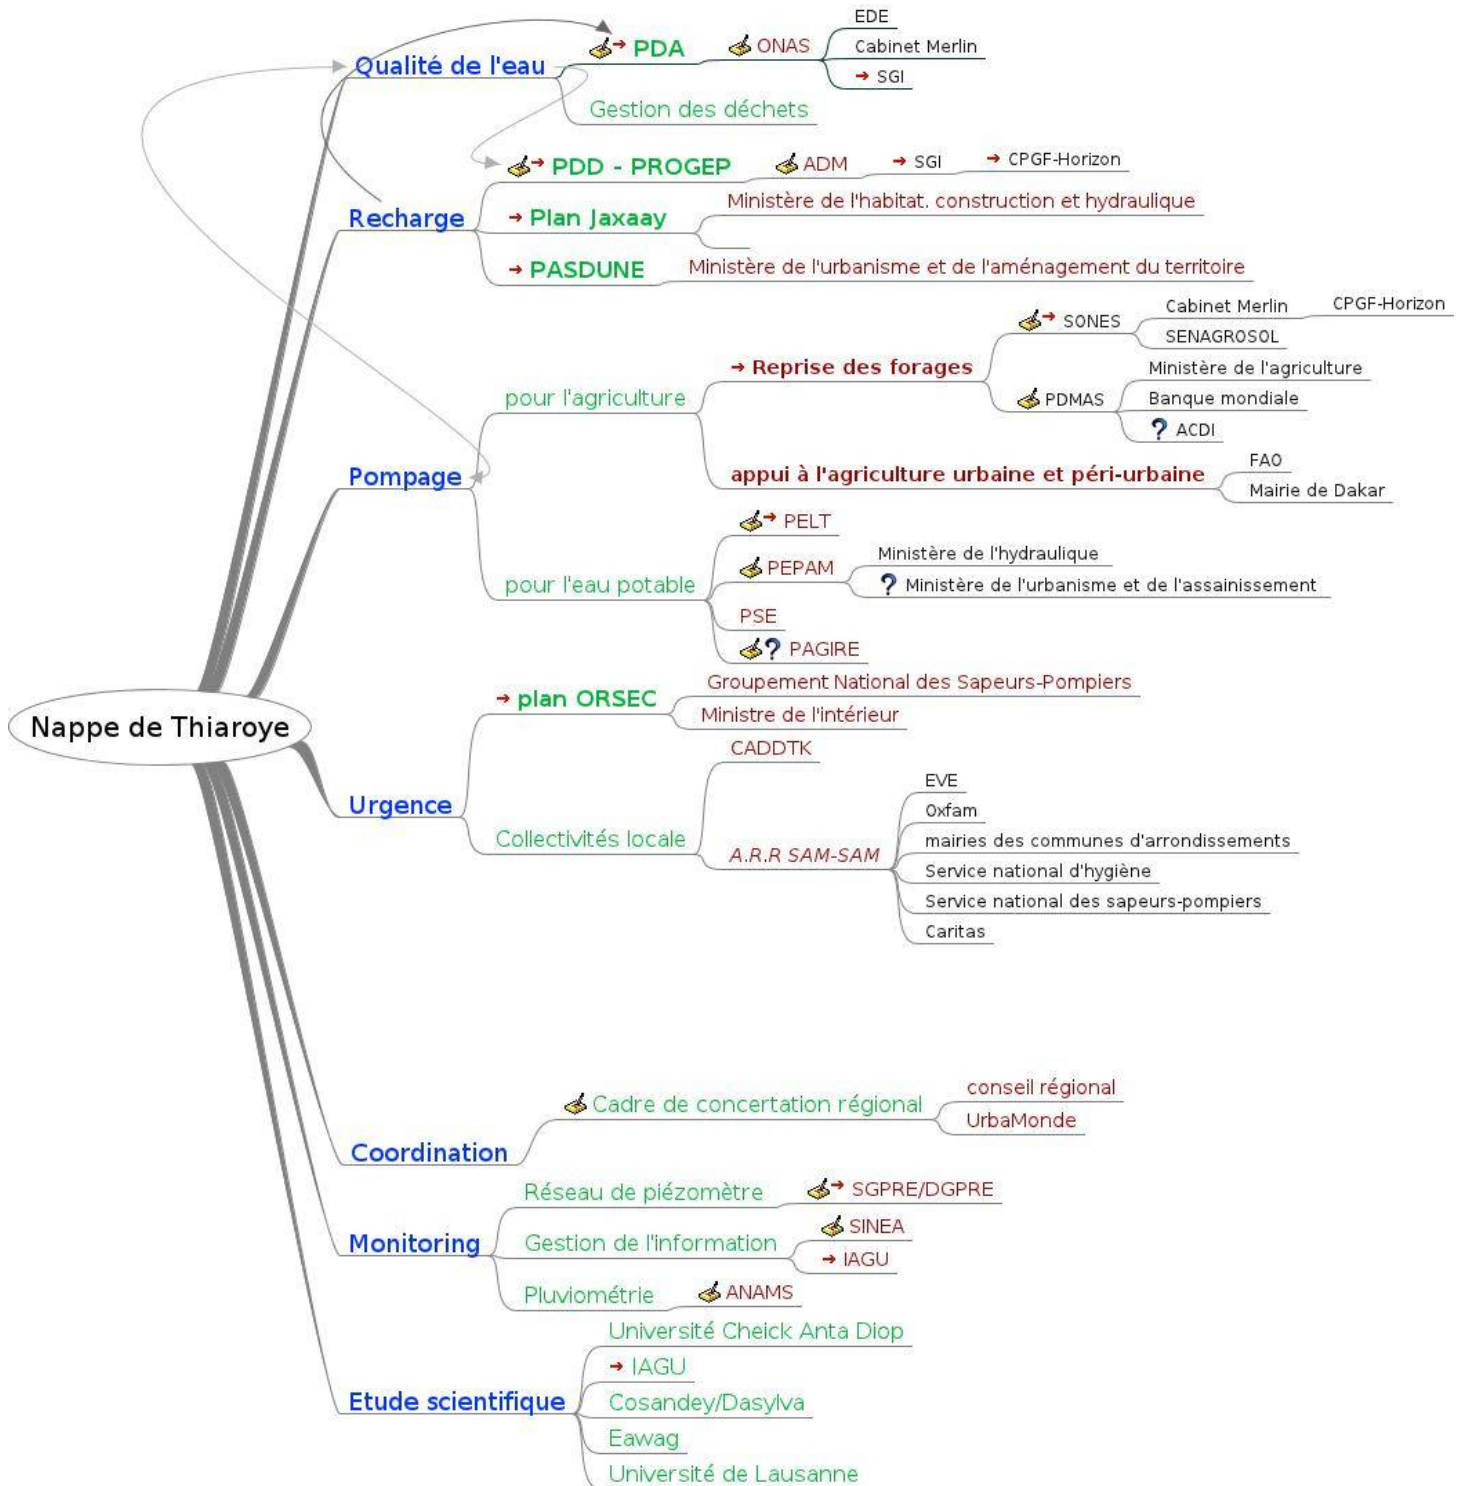 EDE
PDA
ONAS
Cabinet Merlin
SGI
Qualité de l'eau
Gestion des déchets
PDD - PROGEP
ADM
SGI
CPGF-Horizon
Ministère de l'habitat. construction et hydraulique
Recharge
Plan Jaxaay
PASDUNE
Ministère de l'urbanisme et de l'aménagement du territoire
Cabinet Merlin
CPGF-Horizon
SONES
SENAGROSOL
Reprise des forages
Ministère de l'agriculture
pour l'agriculture
PDMAS
Banque mondiale
? ACDI
Pompage
appui à l'agriculture urbaine et péri-urbaine
FAO
Mairie de Dakar
PELT
Ministère de l'hydraulique
PEPAM
pour l'eau potable
? Ministère de l'urbanisme et de l'assainissement
PSE
? PAGIRE
Nappe de Thiaroye
plan ORSEC
Groupement National des Sapeurs-Pompiers
Ministre de l'intérieur
Urgence
CADDTK
Collectivités locale
EVE
Oxfam
A.R.R SAM-SAM
mairies des communes d'arrondissements
Service national d'hygiène
Service national des sapeurs-pompiers
Caritas
conseil régional
Cadre de concertation régional
UrbaMonde
Coordination
Réseau de piézomètre
SGPRE/DGPRE
SINEA
Monitoring
Gestion de l'information
IAGU
Pluviométrie
ANAMS
Université Cheick Anta Diop
IAGU
Etude scientifique
Cosandey/Dasylva
Eawag
Université de Lausanne